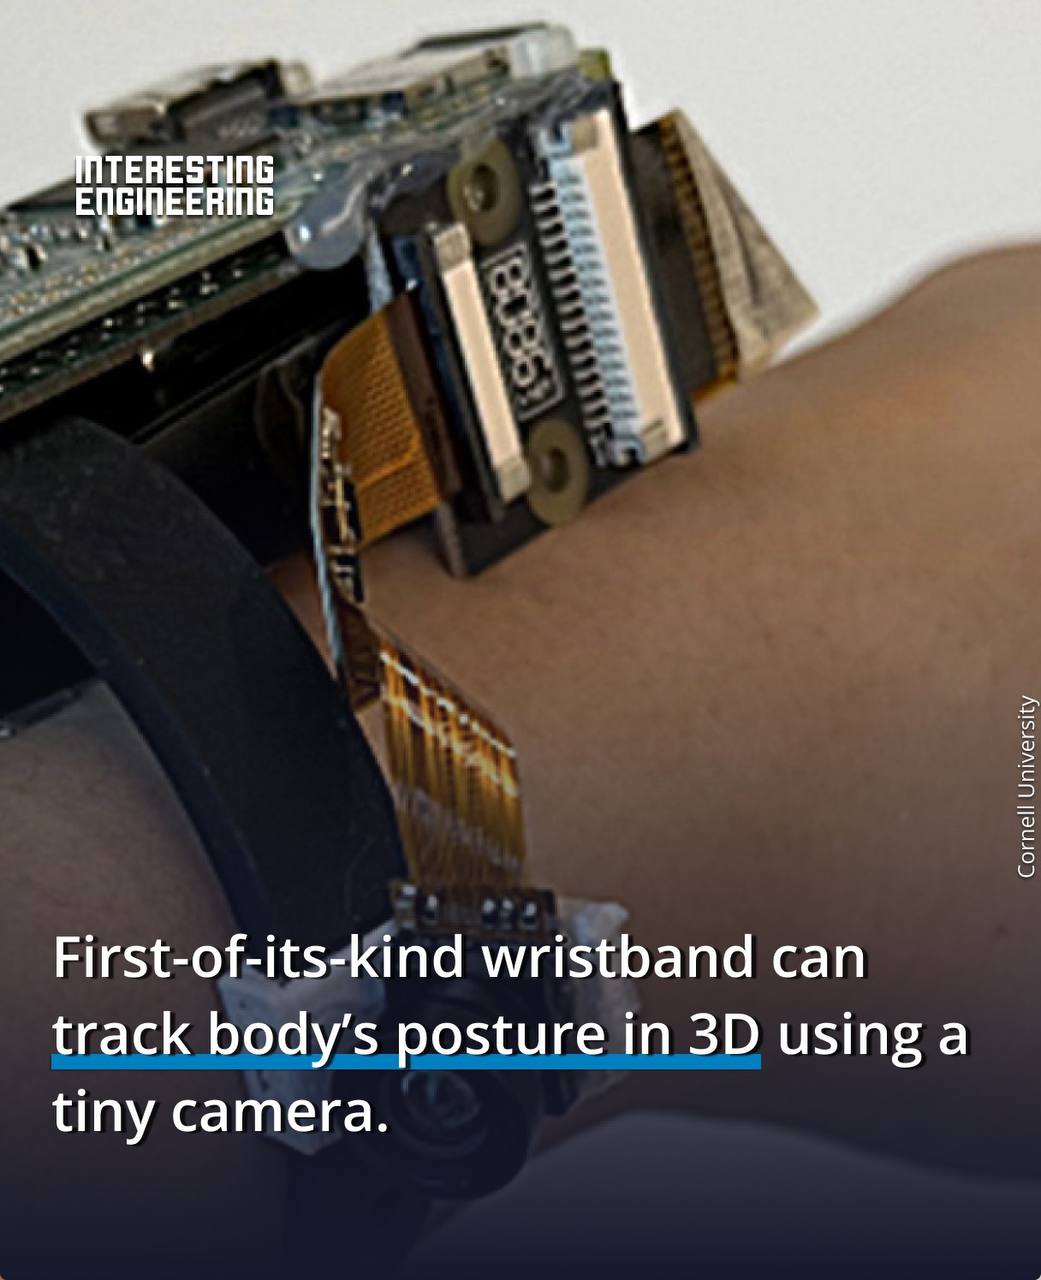 INTERESTING
ENGINEERING
Cornell University
First-of-its-kind wristband can
track body’s posture in 3D using a
tiny camera.